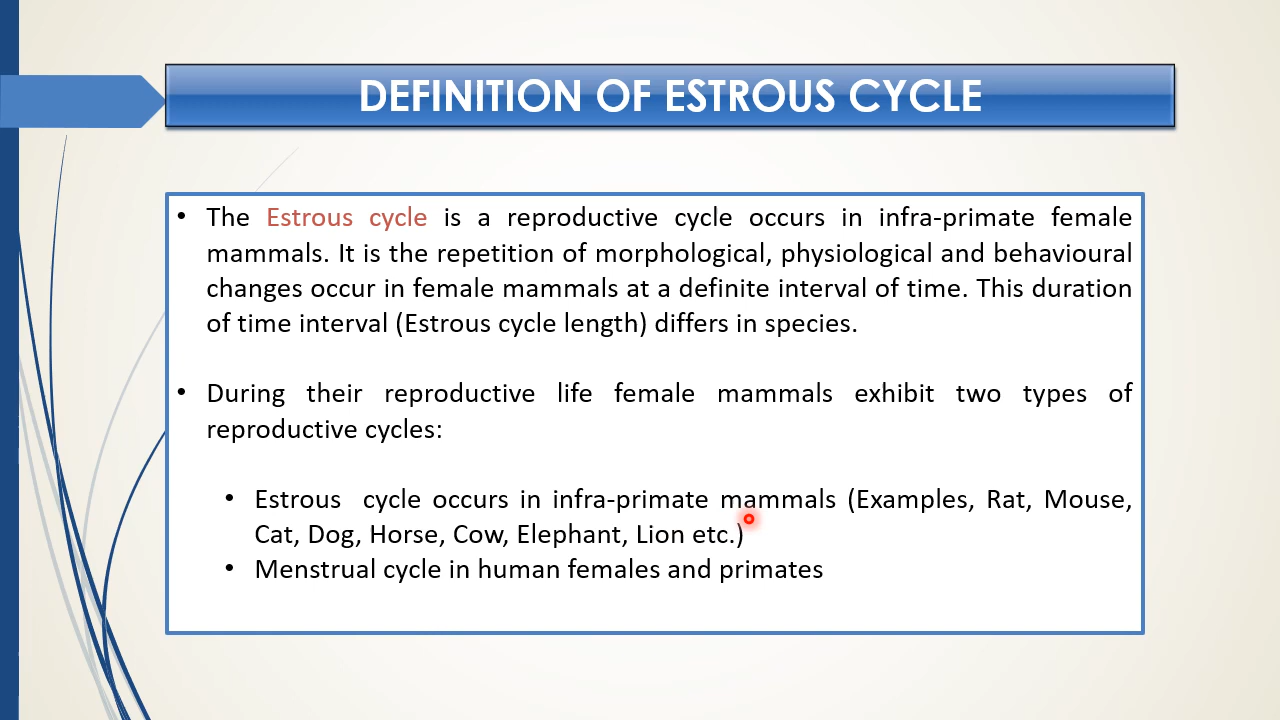 DEFINITION OF ESTROUS CYCLE
• The Estrous cycle is a reproductive cycle occurs in infra-primate female
mammals. It is the repetition of morphological, physiological and behavioural
changes occur in female mammals at a definite interval of time. This duration
of time interval (Estrous cycle length) differs in species.
• During their reproductive life female mammals exhibit two types of
reproductive cycles:
• Estrous cycle occurs in infra-primate mammals (Examples, Rat, Mouse,
Cat, Dog, Horse, Cow, Elephant, Lion etc.)
• Menstrual cycle in human females and primates